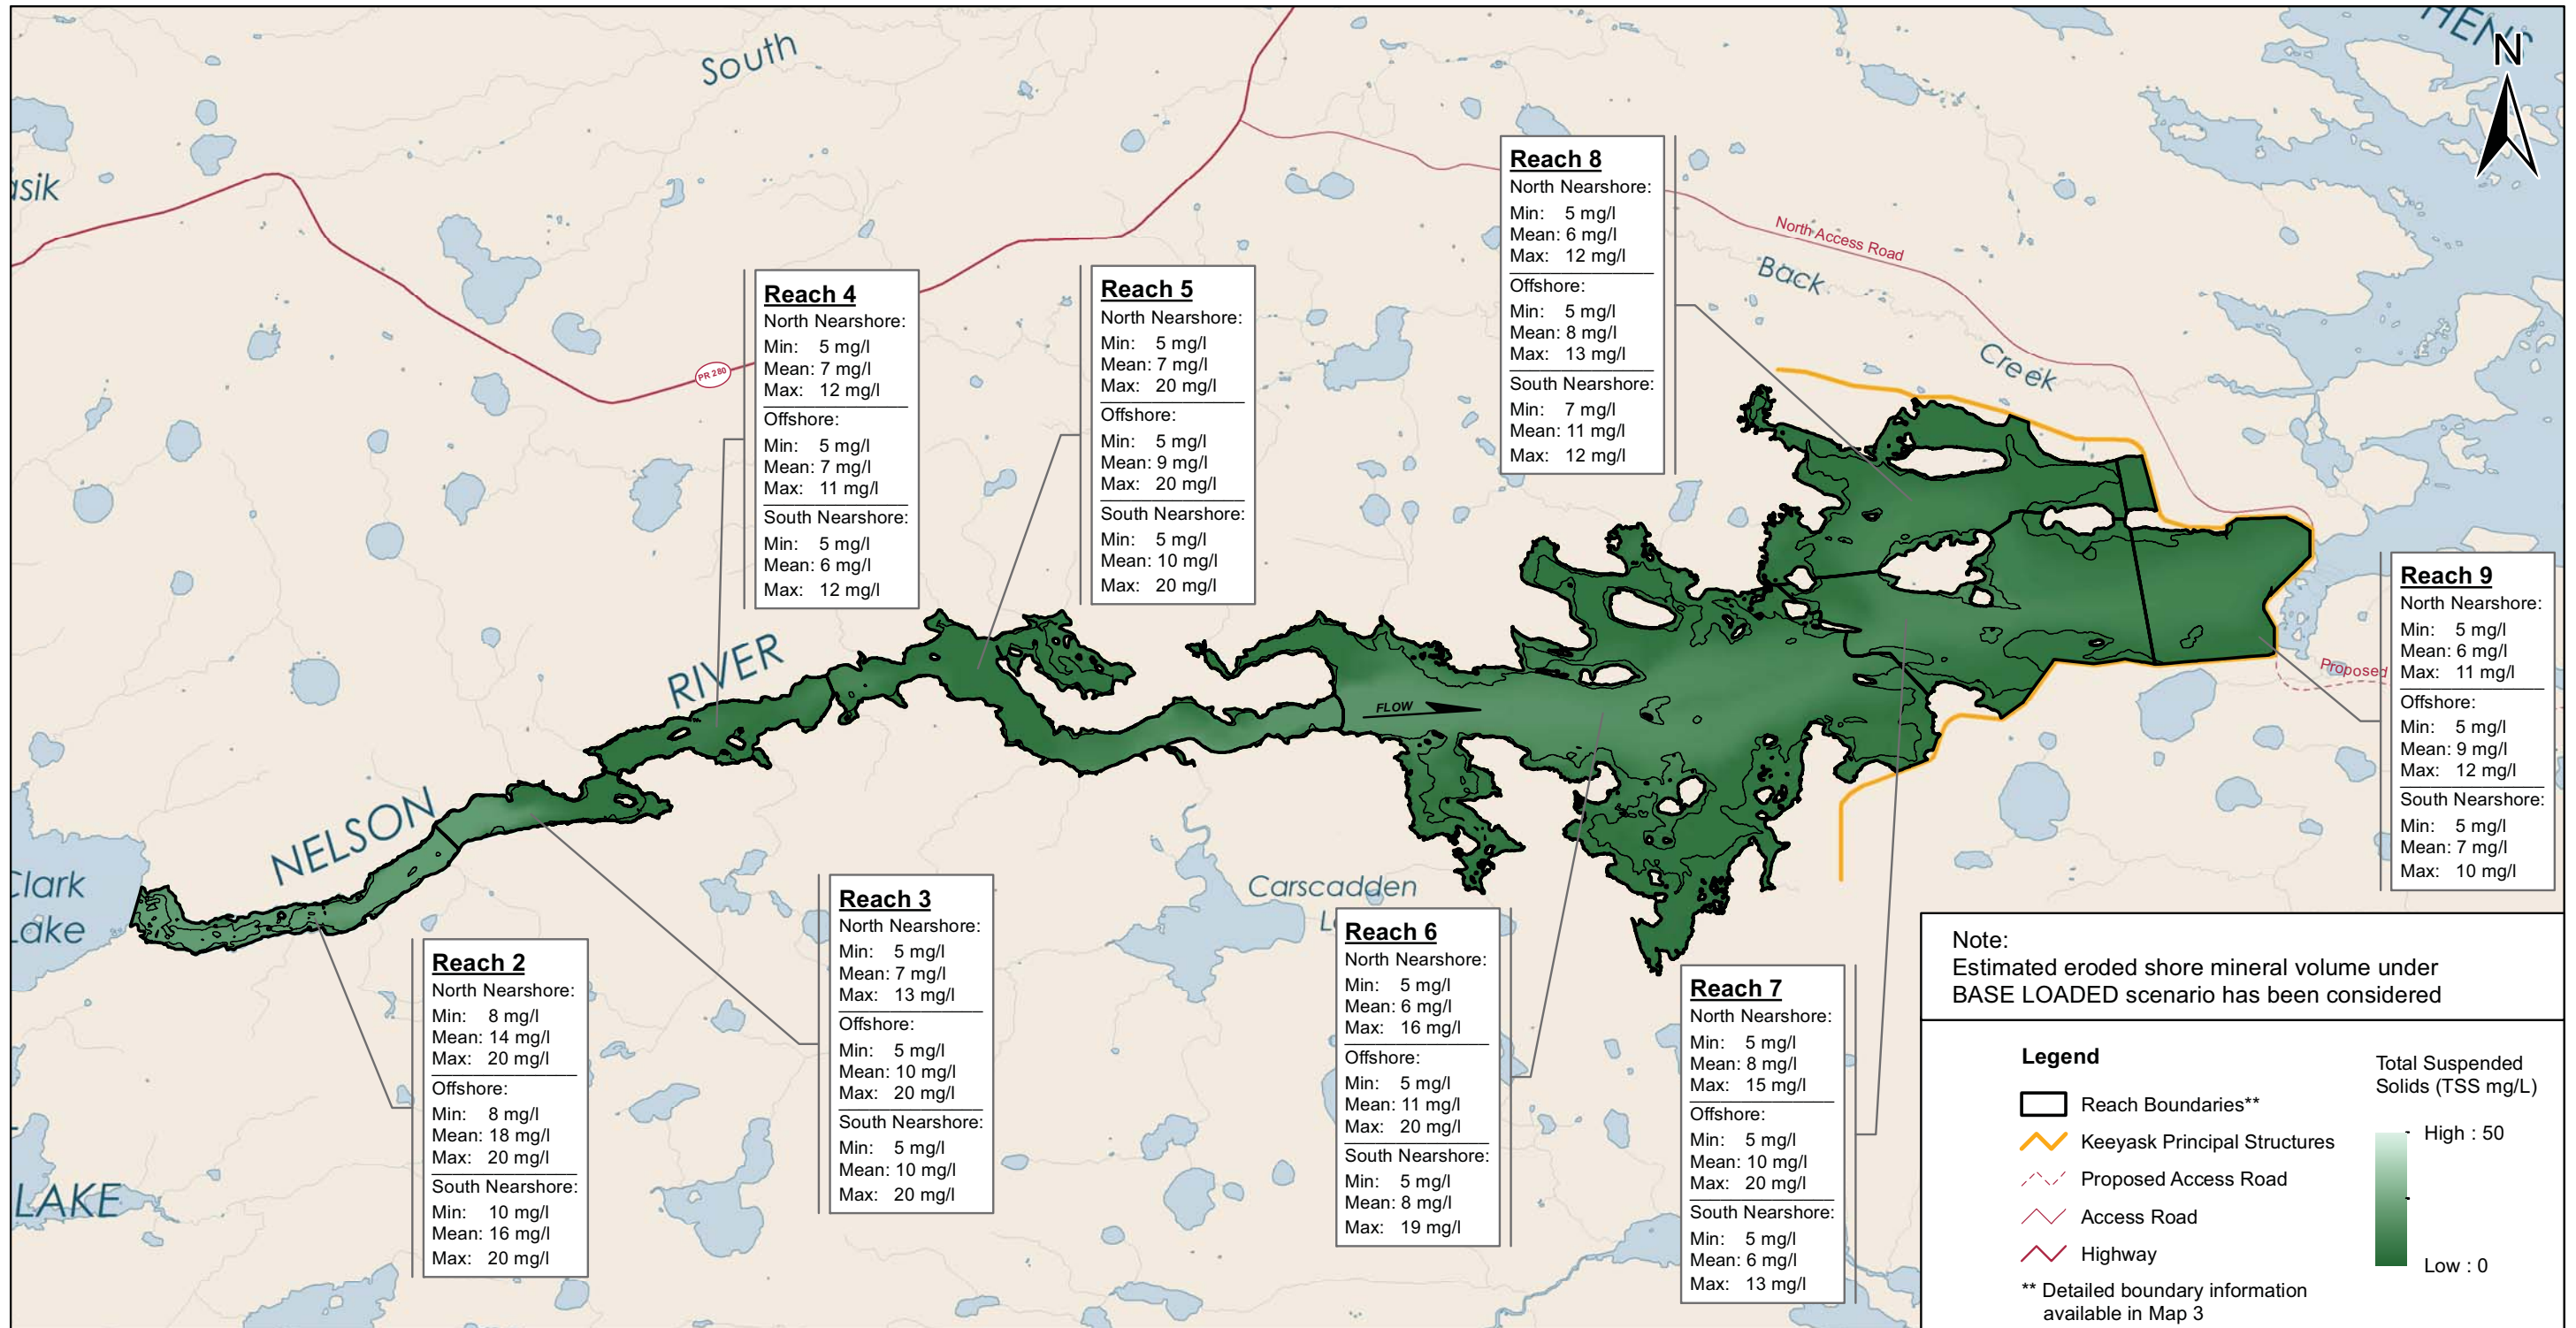 South
HENS
N
asik
North Access Road
Back
Creek
PR 280
Reach 8
North Nearshore:
Min: 5 mg/l
Mean: 6 mg/l
Max: 12 mg/l
Offshore:
Min: 5 mg/l
Mean: 8 mg/l
Max: 13 mg/l
South Nearshore:
Min: 7 mg/l
Mean: 11 mg/l
Max: 12 mg/l
Reach 4
North Nearshore:
Min: 5 mg/l
Mean: 7 mg/l
Max: 12 mg/l
Offshore:
Min: 5 mg/l
Mean: 7 mg/l
Max: 11 mg/l
South Nearshore:
Min: 5 mg/l
Mean: 6 mg/l
Max: 12 mg/l
Reach 5
North Nearshore:
Min: 5 mg/l
Mean: 7 mg/l
Max: 20 mg/l
Offshore:
Min: 5 mg/l
Mean: 9 mg/l
Max: 20 mg/l
South Nearshore:
Min: 5 mg/l
Mean: 10 mg/l
Max: 20 mg/l
Reach 9
North Nearshore:
Min: 5 mg/l
Mean: 6 mg/l
Max: 11 mg/l
Offshore:
Min: 5 mg/l
Mean: 9 mg/l
Max: 12 mg/l
South Nearshore:
Min: 5 mg/l
Mean: 7 mg/l
Max: 10 mg/l
Proposed
NELSON
RIVER
FLOW
Clark
Lake
Carscadden
LAKE
Reach 2
North Nearshore:
Min: 8 mg/l
Mean: 14 mg/l
Max: 20 mg/l
Offshore:
Min: 8 mg/l
Mean: 18 mg/l
Max: 20 mg/l
South Nearshore:
Min: 10 mg/l
Mean: 16 mg/l
Max: 20 mg/l
Reach 3
North Nearshore:
Min: 5 mg/l
Mean: 7 mg/l
Max: 13 mg/l
Offshore:
Min: 5 mg/l
Mean: 10 mg/l
Max: 20 mg/l
South Nearshore:
Min: 5 mg/l
Mean: 10 mg/l
Max: 20 mg/l
Reach 6
North Nearshore:
Min: 5 mg/l
Mean: 6 mg/l
Max: 16 mg/l
Offshore:
Min: 5 mg/l
Mean: 11 mg/l
Max: 20 mg/l
South Nearshore:
Min: 5 mg/l
Mean: 8 mg/l
Max: 19 mg/l
Reach 7
North Nearshore:
Min: 5 mg/l
Mean: 8 mg/l
Max: 15 mg/l
Offshore:
Min: 5 mg/l
Mean: 10 mg/l
Max: 20 mg/l
South Nearshore:
Min: 5 mg/l
Mean: 6 mg/l
Max: 13 mg/l
Note:
Estimated eroded shore mineral volume under
BASE LOADED scenario has been considered
Legend
Reach Boundaries**
Keeyask Principal Structures
Proposed Access Road
Access Road
Highway
** Detailed boundary information
available in Map 3
Total Suspended
Solids (TSS mg/L)
High : 50
Low : 0